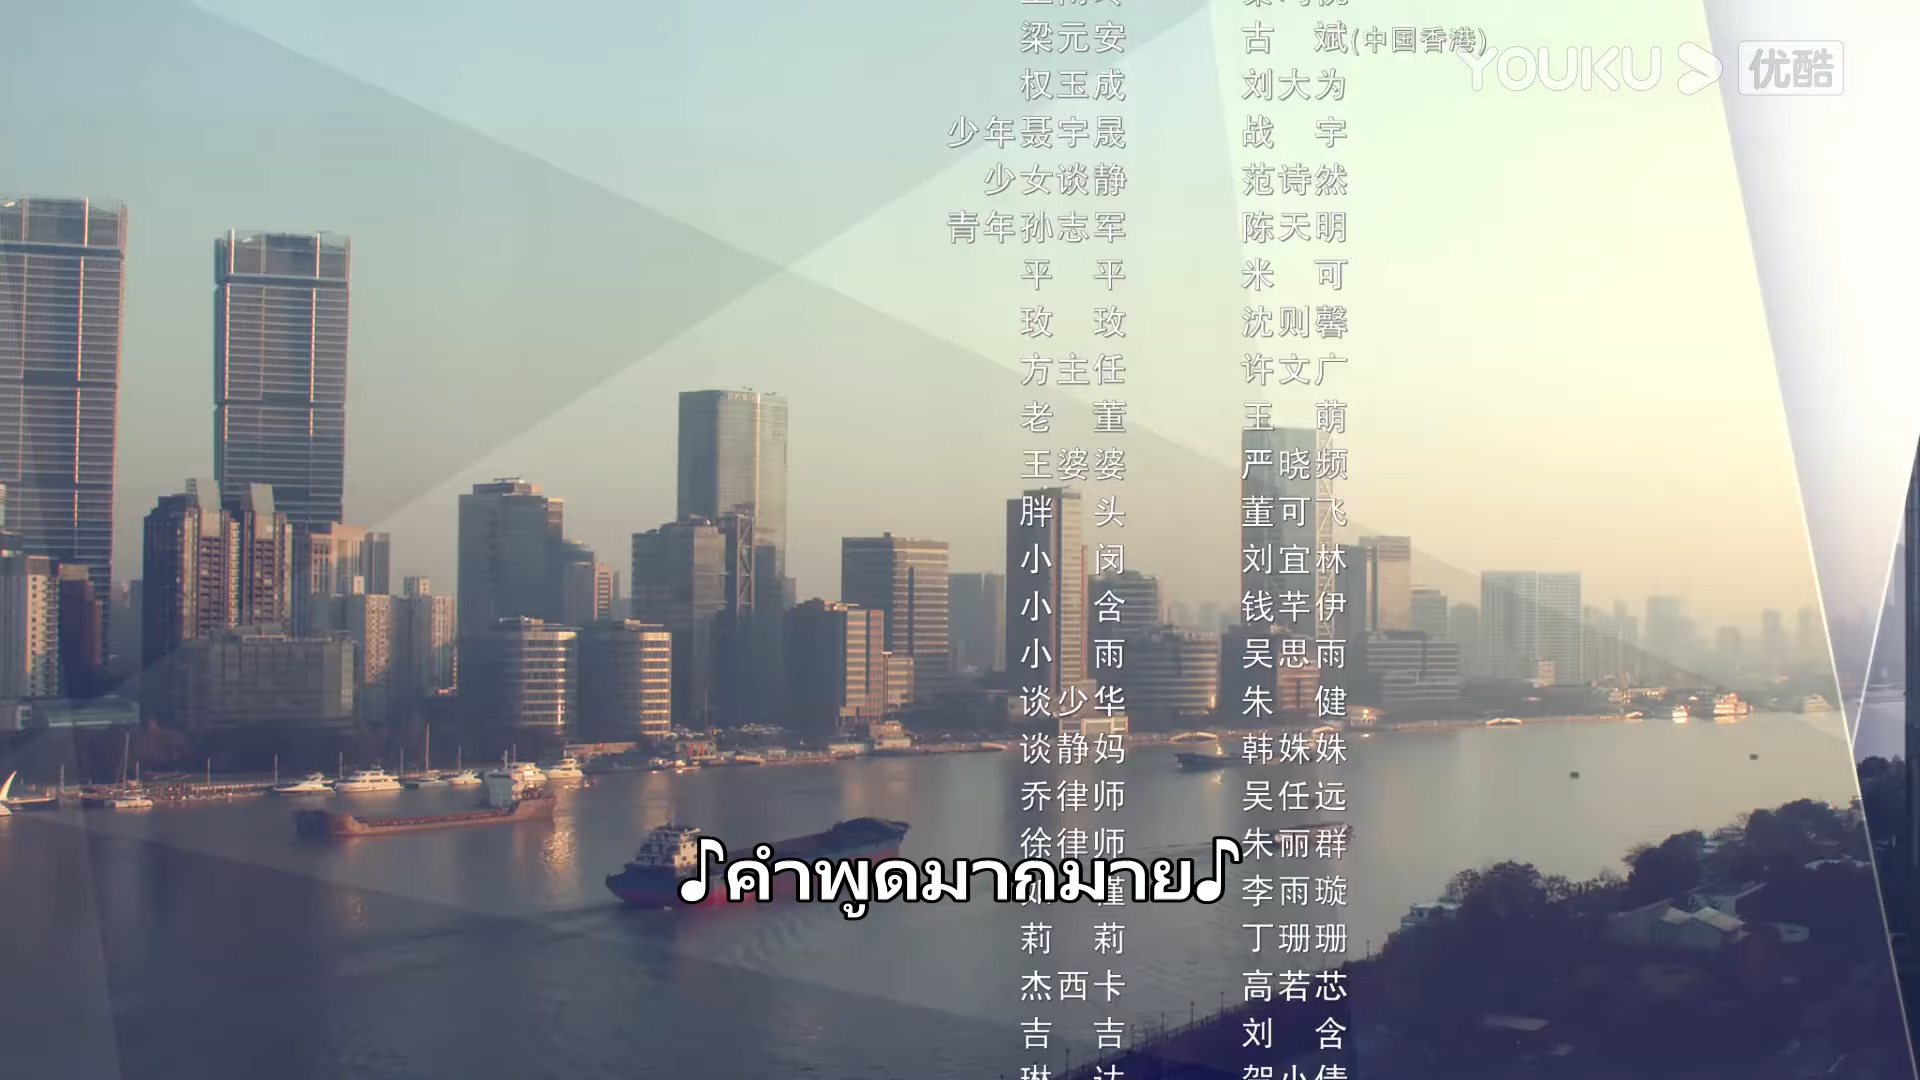 梁元安 古斌(中国香港)
YOUKU 优酷
权玉成 刘大为
少年聂宇晟 战宇
少女谈静 范诗然
青年孙志军 陈天明
平平 米可
玫玫 沈则馨
方主任 许文广
老董 王萌
王婆婆 严晓频
胖头 董可飞
小闵 刘宜林
小含 钱芊伊
小雨 吴思雨
谈少华 朱健
谈静妈 韩姝姝
乔律师 吴任远
徐律师 朱丽群
♪คำพูดมากมาย♪
李雨璇
莉莉 丁珊珊
杰西卡 高若芯
吉吉 刘含